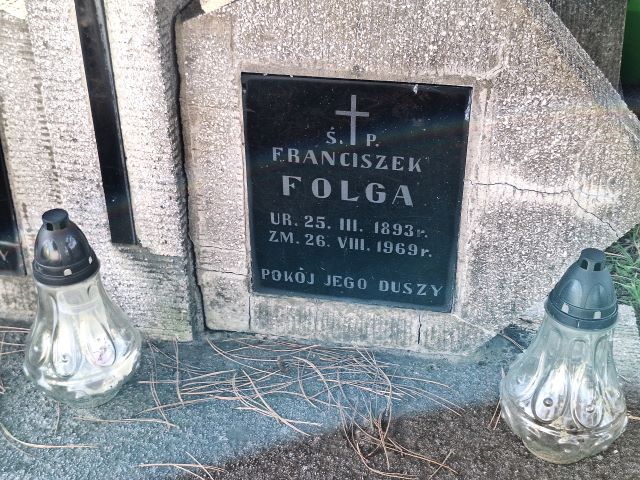 Ś. P.
FRANCISZEK
FOLGA
UR. 25. III. 1893 r.
ZM. 26. VIII. 1969 r.
POKÓJ JEGO DUSZY